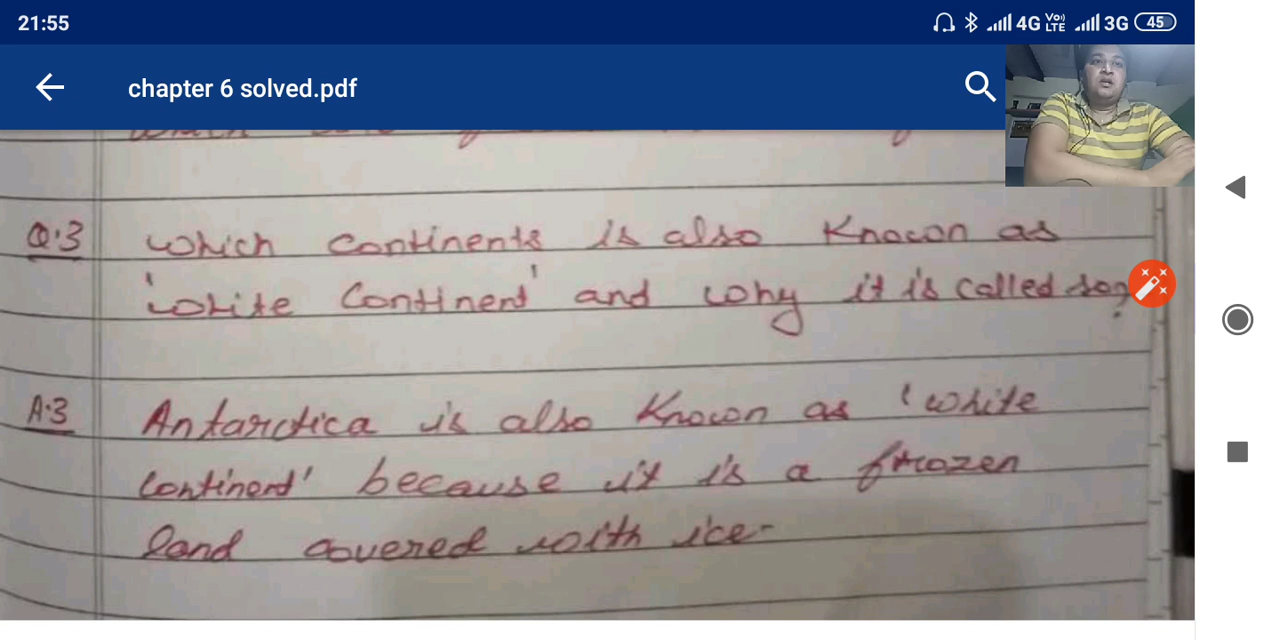 21:55 4G VoLTE 3G 45
chapter 6 solved.pdf
Q.3 Which continents is also Known as
'white Continent' and why it is called so?
A.3 Antarctica is also Known as 'white
Continent' because it is a frozen
land covered with ice-